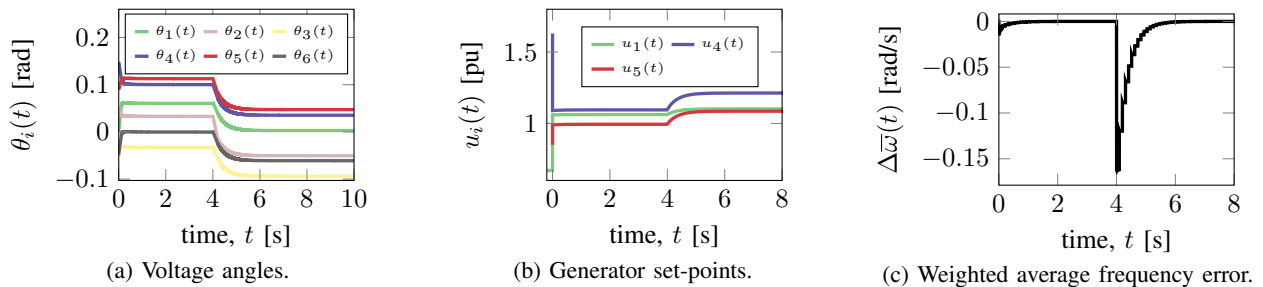 θ₁(t) θ₂(t) θ₃(t)
θ₄(t) θ₅(t) θ₆(t)
0.2
0.1
0
−0.1
θᵢ(t) [rad]
0 2 4 6 8 10
time, t [s]
(a) Voltage angles.
u₁(t) u₄(t)
u₅(t)
1.5
1
uᵢ(t) [pu]
0 2 4 6 8
time, t [s]
(b) Generator set-points.
0
−0.05
−0.1
−0.15
Δω̅(t) [rad/s]
0 2 4 6 8
time, t [s]
(c) Weighted average frequency error.